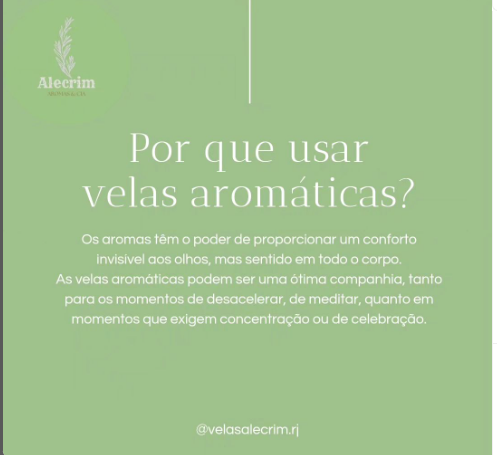 Alecrim
Por que usar
velas aromáticas?
Os aromas têm o poder de proporcionar um conforto
invisivel aos olhos, mas sentido em todo o corpo.
As velas aromáticas podem ser uma ótima companhia, tanto
para os momentos de desacelerar, de meditar, quanto em
momentos que exigem concentração ou de celebração.
@velasalecrim.rj